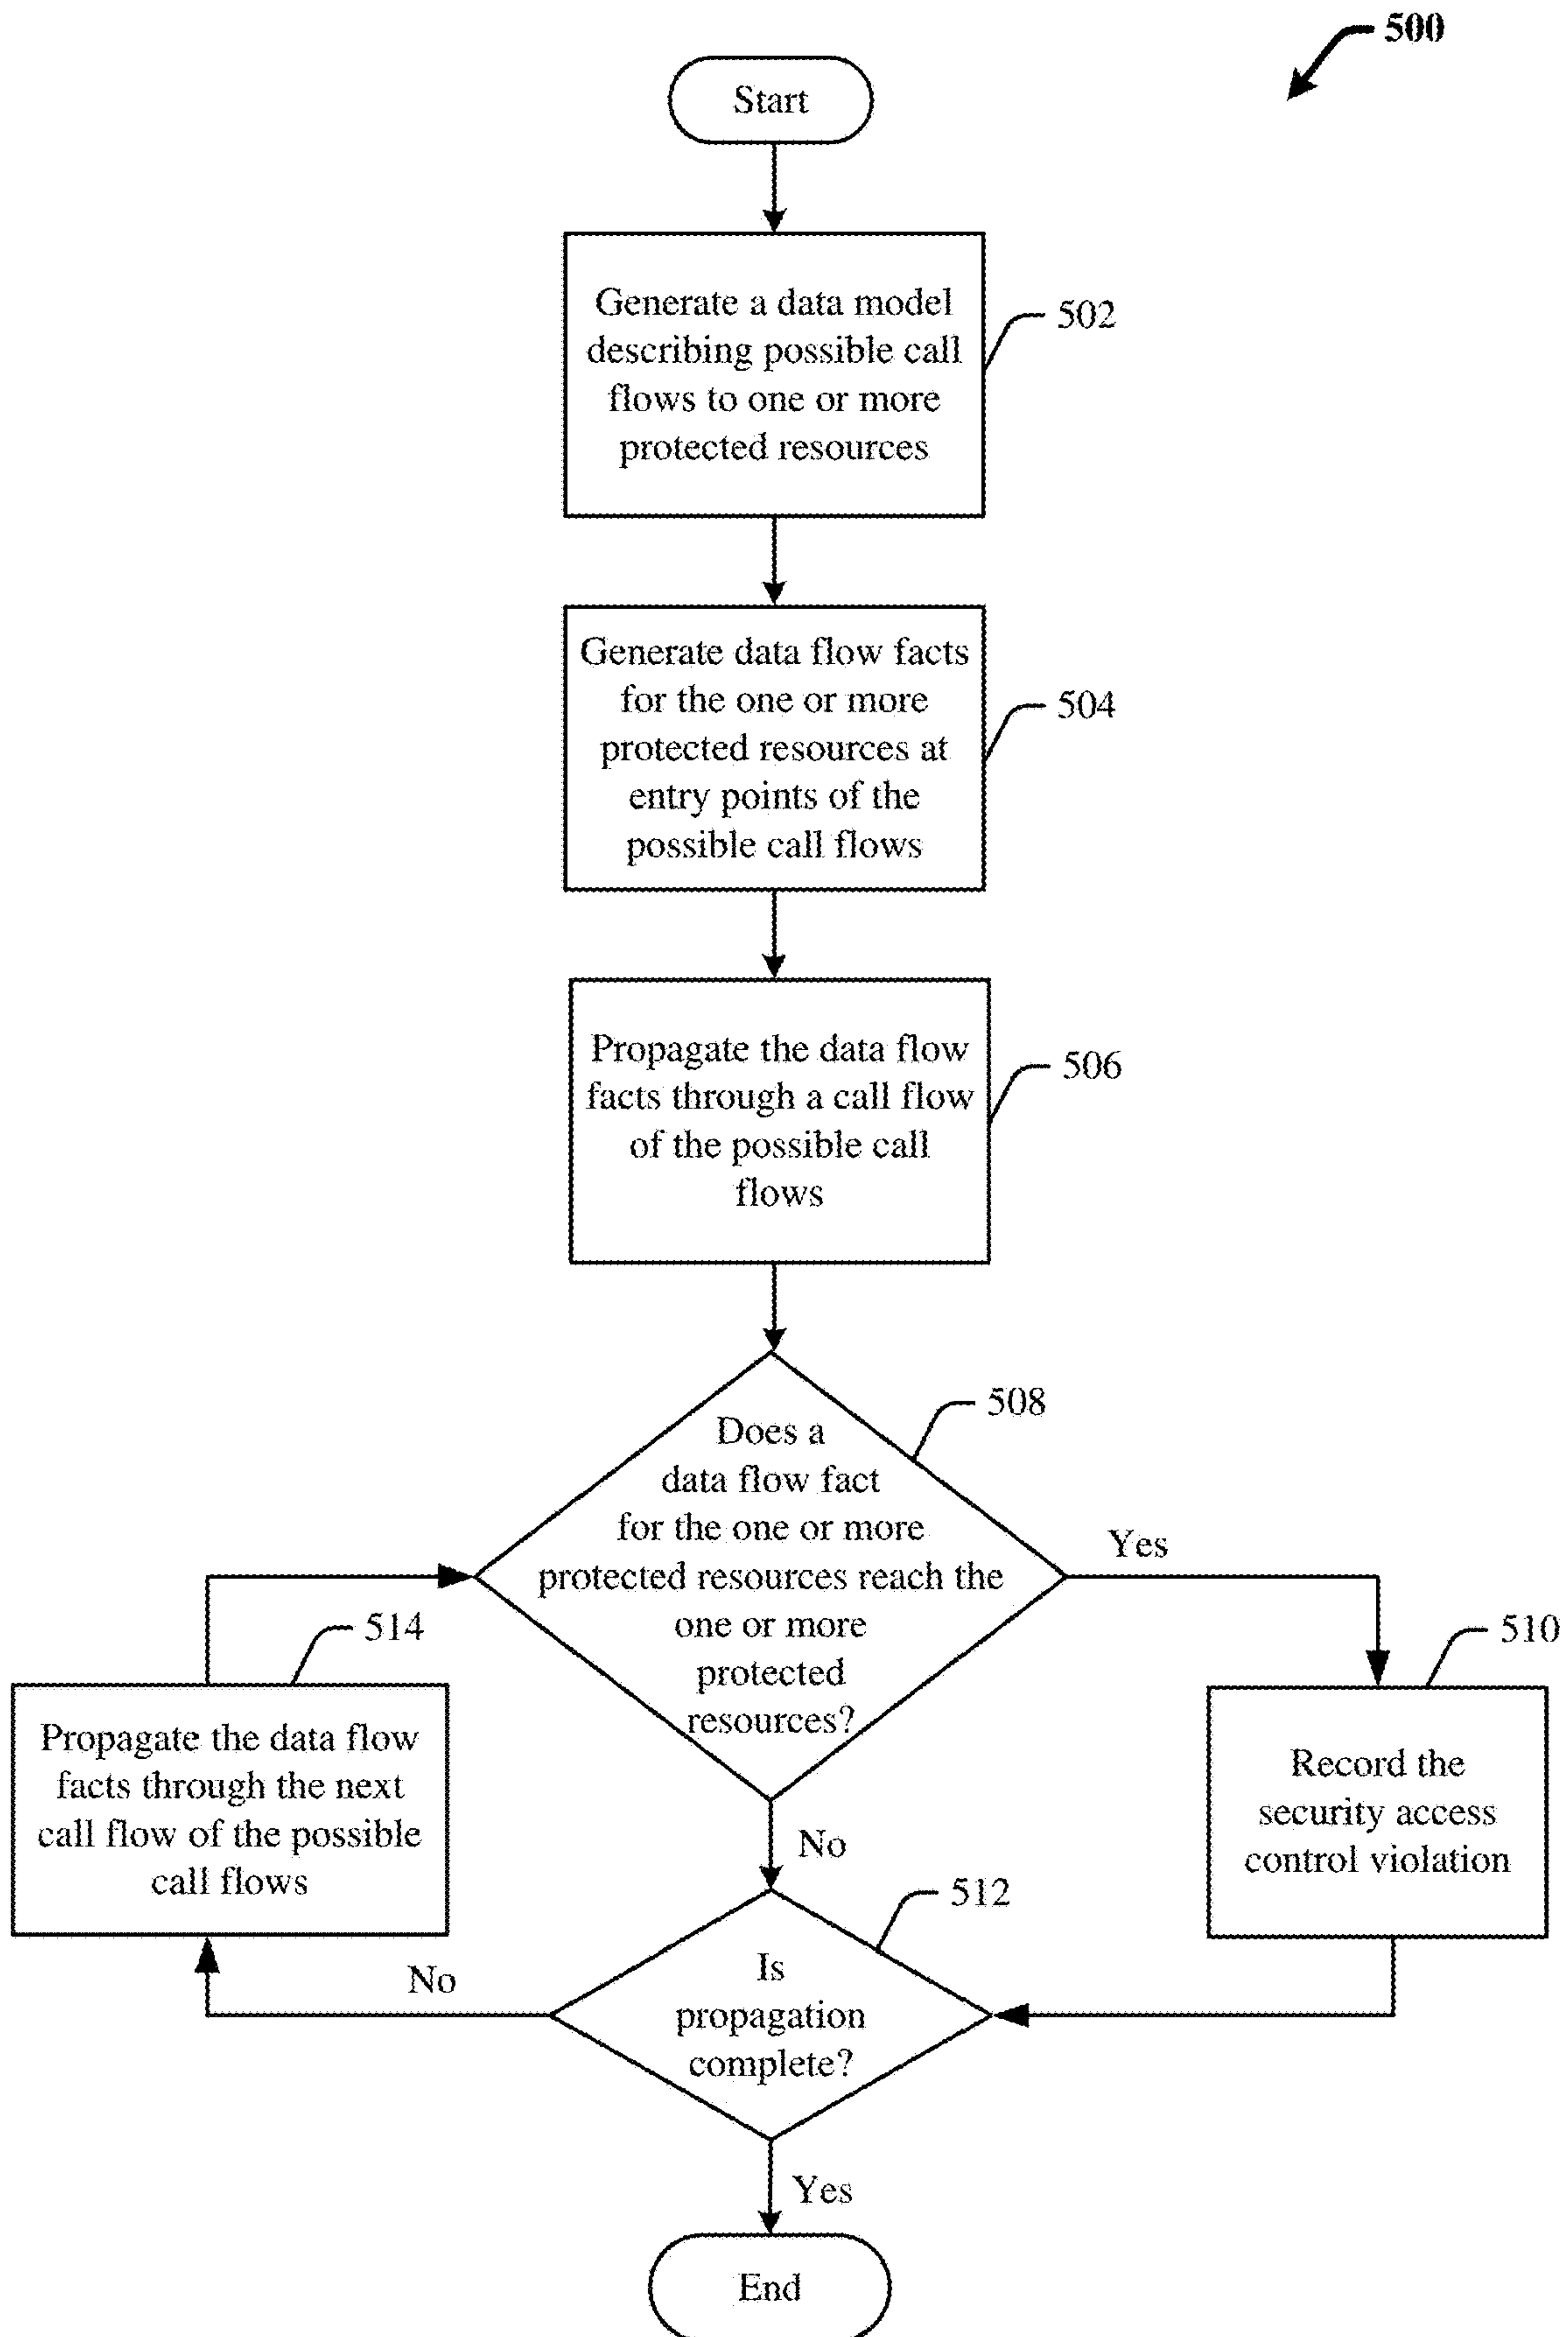 500
Start
Generate a data model
describing possible call
flows to one or more
protected resources
502
Generate data flow facts
for the one or more
protected resources at
entry points of the
possible call flows
504
Propagate the data flow
facts through a call flow
of the possible call
flows
506
Does a
data flow fact
for the one or more
protected resources reach the
one or more
protected
resources?
508
Yes
510
Record the
security access
control violation
514
Propagate the data flow
facts through the next
call flow of the possible
call flows
No
512
Is
propagation
complete?
No
Yes
End